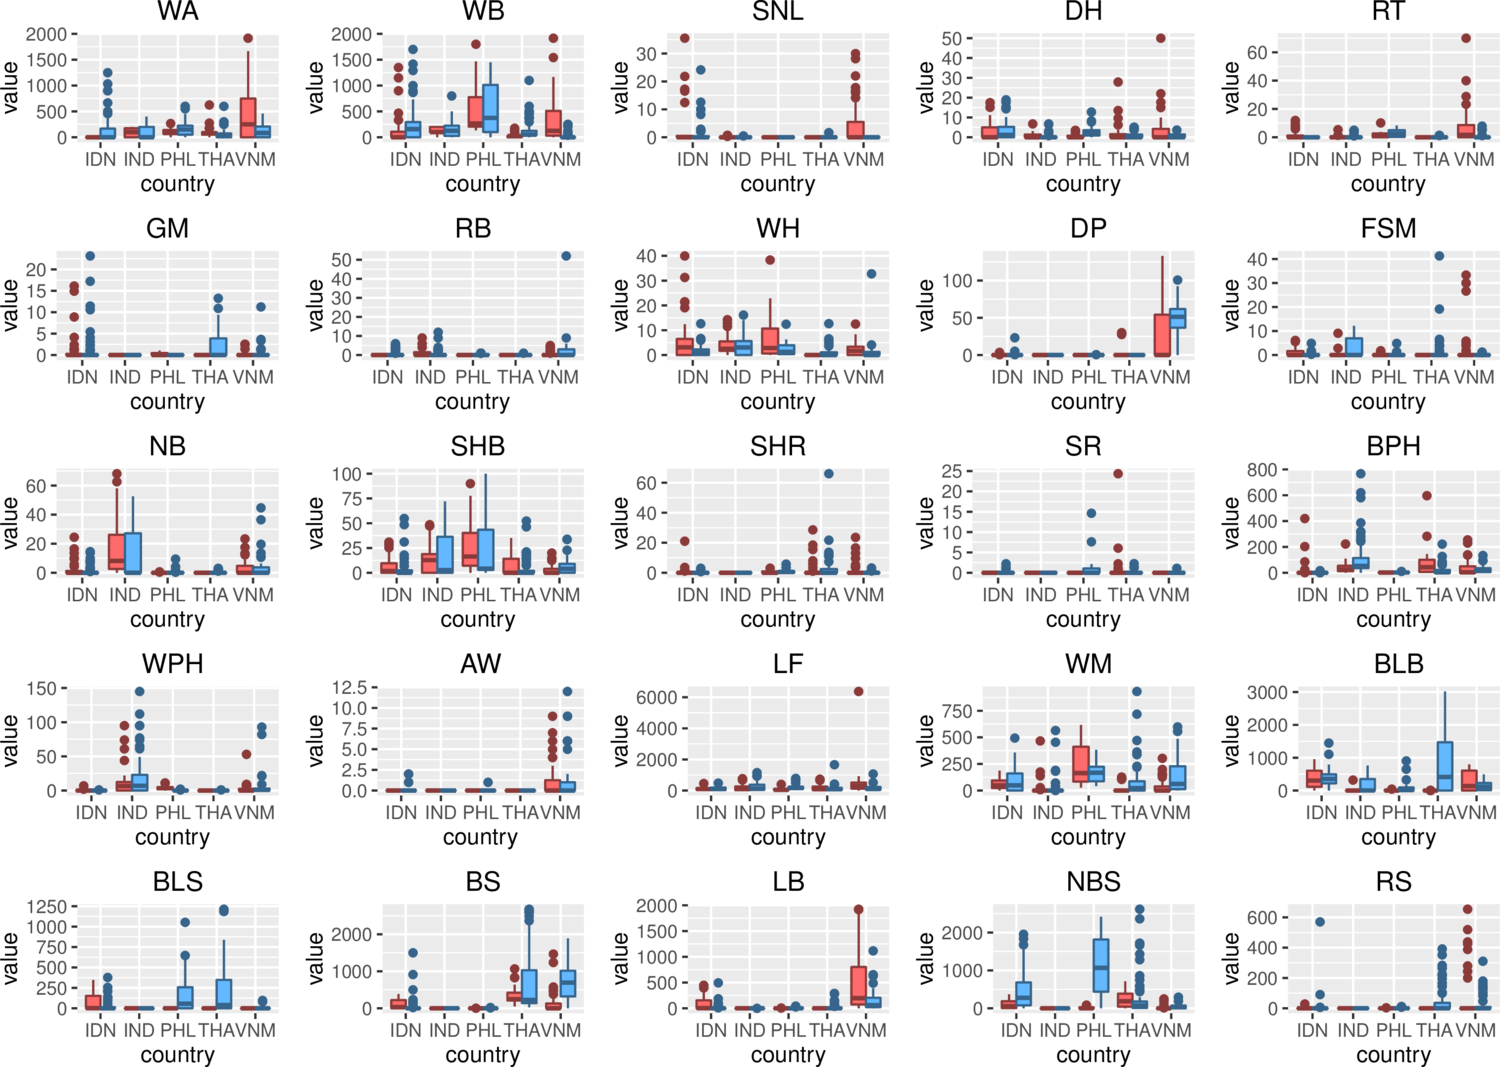 WA
value
2000
1500
1000
500
0
IDN IND PHL THA VNM
country
WB
value
2000
1500
1000
500
0
IDN IND PHL THA VNM
country
SNL
value
30
20
10
0
IDN IND PHL THA VNM
country
DH
value
50
40
30
20
10
0
IDN IND PHL THA VNM
country
RT
value
60
40
20
0
IDN IND PHL THA VNM
country
GM
value
20
15
10
5
0
IDN IND PHL THA VNM
country
RB
value
50
40
30
20
10
0
IDN IND PHL THA VNM
country
WH
value
40
30
20
10
0
IDN IND PHL THA VNM
country
DP
value
100
50
0
IDN IND PHL THA VNM
country
FSM
value
40
30
20
10
0
IDN IND PHL THA VNM
country
NB
value
60
40
20
0
IDN IND PHL THA VNM
country
SHB
value
100
75
50
25
0
IDN IND PHL THA VNM
country
SHR
value
60
40
20
0
IDN IND PHL THA VNM
country
SR
value
25
20
15
10
5
0
IDN IND PHL THA VNM
country
BPH
value
800
600
400
200
0
IDN IND PHL THA VNM
country
WPH
value
150
100
50
0
IDN IND PHL THA VNM
country
AW
value
12.5
10.0
7.5
5.0
2.5
0.0
IDN IND PHL THA VNM
country
LF
value
6000
4000
2000
0
IDN IND PHL THA VNM
country
WM
value
750
500
250
0
IDN IND PHL THA VNM
country
BLB
value
3000
2000
1000
0
IDN IND PHL THA VNM
country
BLS
value
1250
1000
750
500
250
0
IDN IND PHL THA VNM
country
BS
value
2000
1000
0
IDN IND PHL THA VNM
country
LB
value
2000
1500
1000
500
0
IDN IND PHL THA VNM
country
NBS
value
2000
1000
0
IDN IND PHL THA VNM
country
RS
value
600
400
200
0
IDN IND PHL THA VNM
country